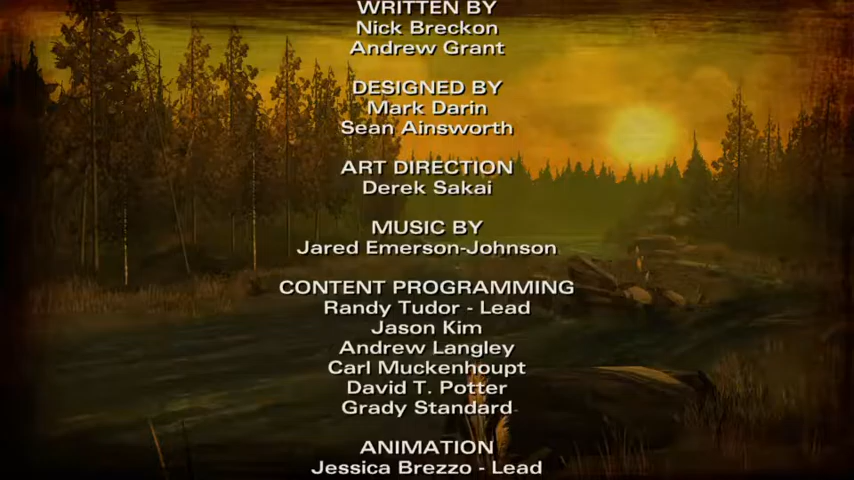 WRITTEN BY
Nick Breckon
Andrew Grant
DESIGNED BY
Mark Darin
Sean Ainsworth
ART DIRECTION
Derek Sakai
MUSIC BY
Jared Emerson-Johnson
CONTENT PROGRAMMING
Randy Tudor - Lead
Jason Kim
Andrew Langley
Carl Muckenhoupt
David T. Potter
Grady Standard
ANIMATION
Jessica Brezzo - Lead